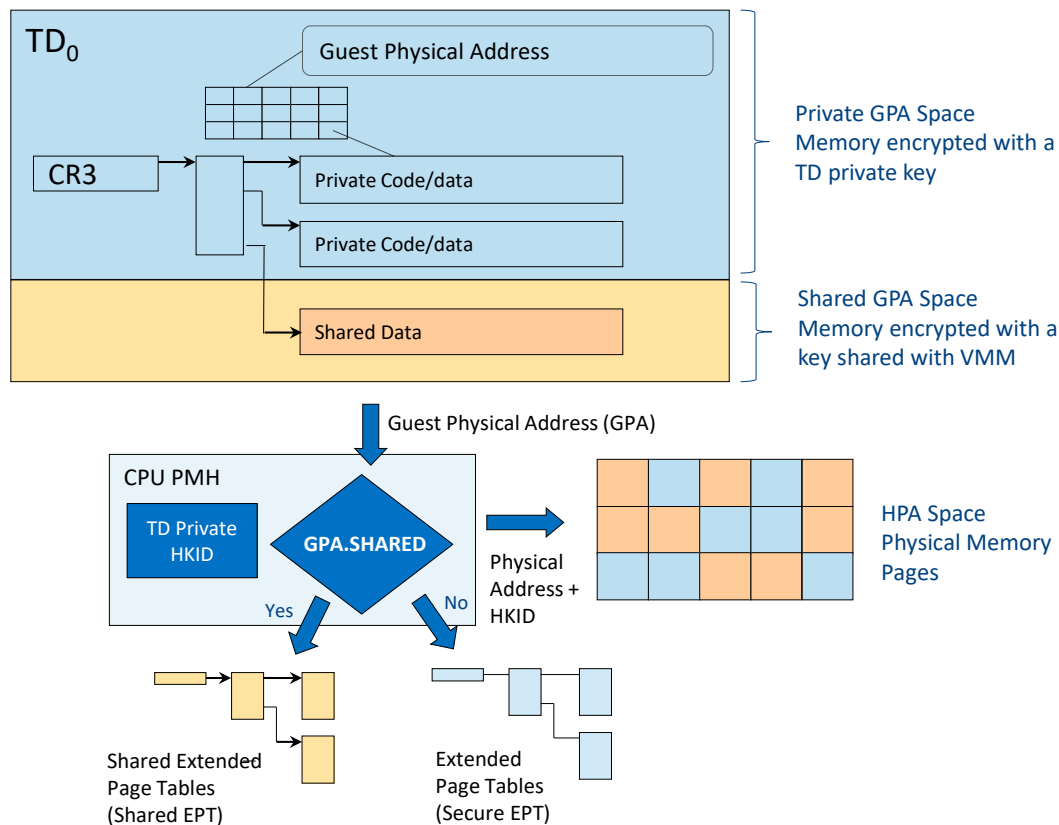 TD0
Guest Physical Address
CR3
Private Code/data
Private Code/data
Shared Data
Private GPA Space
Memory encrypted with a
TD private key
Shared GPA Space
Memory encrypted with a
key shared with VMM
Guest Physical Address (GPA)
CPU PMH
TD Private
HKID
GPA.SHARED
Yes
No
Physical
Address +
HKID
HPA Space
Physical Memory
Pages
Shared Extended
Page Tables
(Shared EPT)
Extended
Page Tables
(Secure EPT)